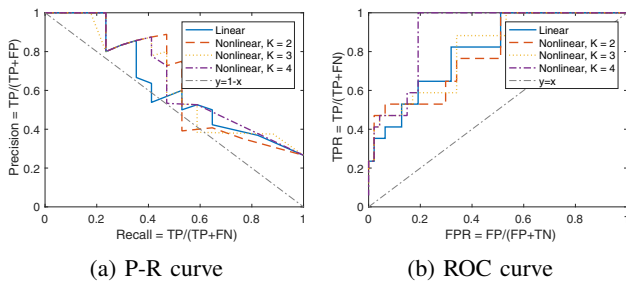 Linear
Nonlinear, K = 2
Nonlinear, K = 3
Nonlinear, K = 4
y=1-x
Precision = TP/(TP+FP)
1
0.8
0.6
0.4
0.2
0
0 0.2 0.4 0.6 0.8 1
Recall = TP/(TP+FN)
(a) P-R curve
Linear
Nonlinear, K = 2
Nonlinear, K = 3
Nonlinear, K = 4
y=x
TPR = TP/(TP+FN)
1
0.8
0.6
0.4
0.2
0
0 0.2 0.4 0.6 0.8 1
FPR = FP/(FP+TN)
(b) ROC curve